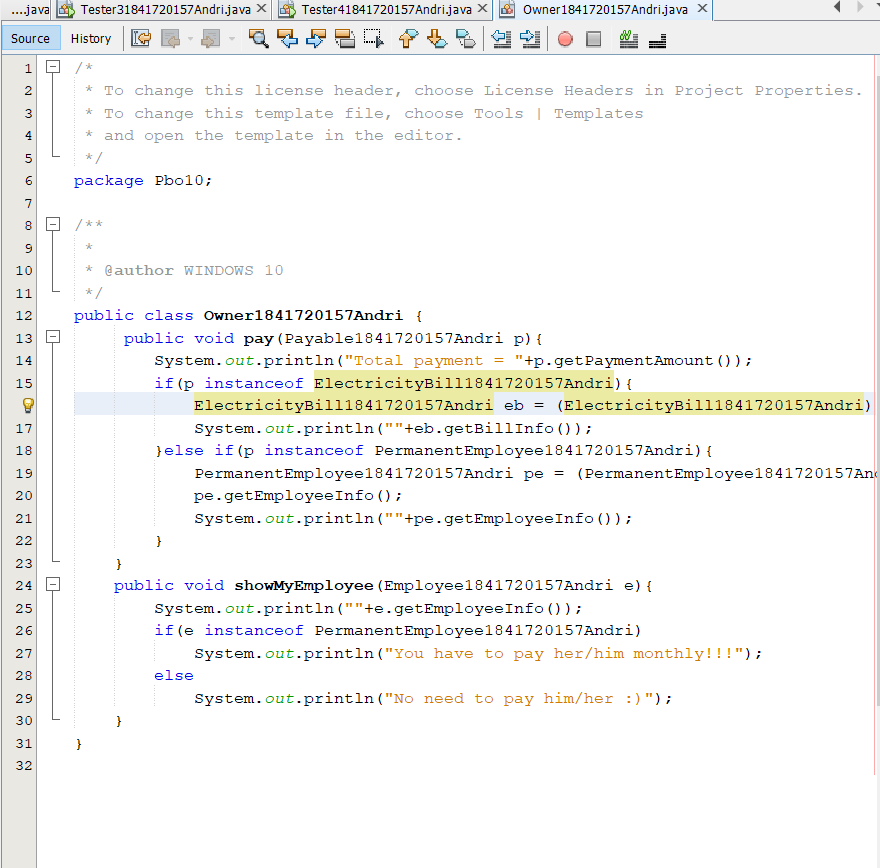 ....java Tester31841720157Andri.java Tester41841720157Andri.java Owner1841720157Andri.java
Source History
1 /*
2 * To change this license header, choose License Headers in Project Properties.
3 * To change this template file, choose Tools | Templates
4 * and open the template in the editor.
5 */
6 package Pbo10;
7
8 /**
9 *
10 * @author WINDOWS 10
11 */
12 public class Owner1841720157Andri {
13 public void pay(Payable1841720157Andri p){
14 System.out.println("Total payment = "+p.getPaymentAmount());
15 if(p instanceof ElectricityBill1841720157Andri){
ElectricityBill1841720157Andri eb = (ElectricityBill1841720157Andri)
17 System.out.println(""+eb.getBillInfo());
18 }else if(p instanceof PermanentEmployee1841720157Andri){
19 PermanentEmployee1841720157Andri pe = (PermanentEmployee1841720157An
20 pe.getEmployeeInfo();
21 System.out.println(""+pe.getEmployeeInfo());
22 }
23 }
24 public void showMyEmployee(Employee1841720157Andri e){
25 System.out.println(""+e.getEmployeeInfo());
26 if(e instanceof PermanentEmployee1841720157Andri)
27 System.out.println("You have to pay her/him monthly!!!");
28 else
29 System.out.println("No need to pay him/her :)");
30 }
31 }
32